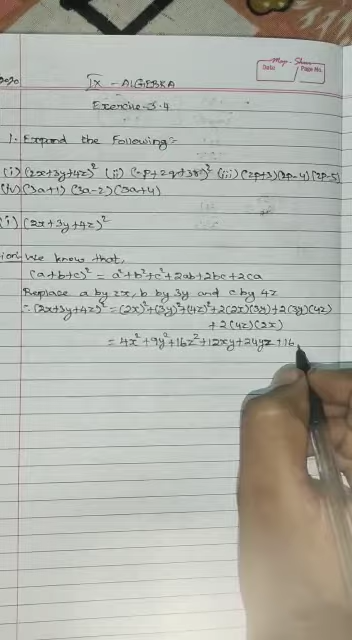 2020
IX - ALGEBRA
Date
Page No.
Exercise-3.4
1. Expand the Following:-
(i) (2x+3y+4z)² (ii) (-p+2q+3r)² (iii) (2p+3)(2p-4)(2p-5)
(iv) (3a+1) (3a-2) (3a+4)
(i) (2x+3y+4z)²
We know that,
(a+b+c)² = a²+b²+c²+2ab+2bc+2ca
Replace a by 2x, b by 3y and c by 4z
∴ (2x+3y+4z)² = (2x)²+(3y)²+(4z)²+2(2x)(3y)+2(3y)(4z)
+2(4z)(2x)
= 4x²+9y²+16z²+12xy+24yz+16